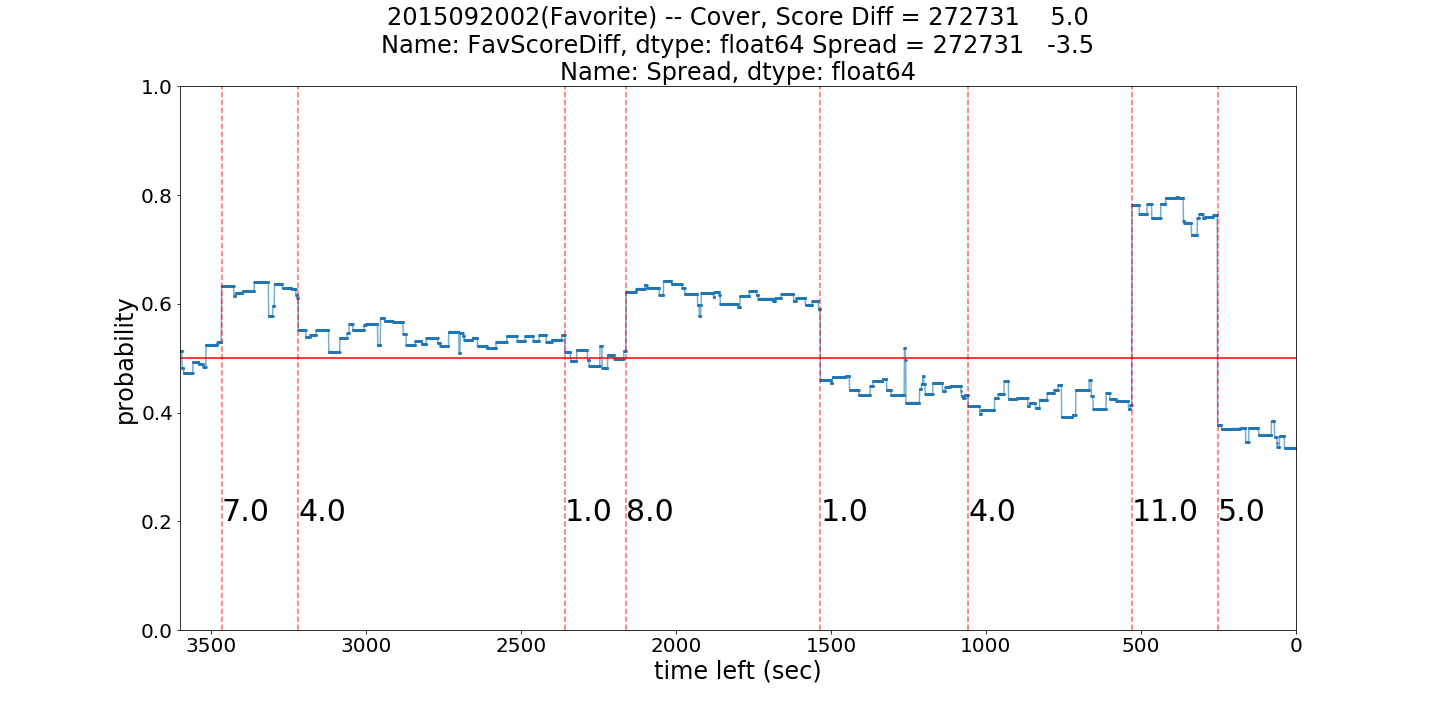 2015092002(Favorite) -- Cover, Score Diff = 272731    5.0
Name: FavScoreDiff, dtype: float64 Spread = 272731   -3.5
Name: Spread, dtype: float64
1.0
0.8
0.6
0.4
0.2
0.0
probability
7.0 4.0 1.0 8.0 1.0 4.0 11.0 5.0
3500 3000 2500 2000 1500 1000 500 0
time left (sec)